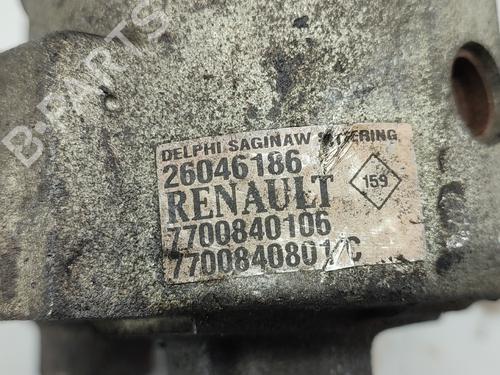 B-PARTS
DELPHI SAGINAW STEERING
26046186
RENAULT
159
7700840106
7700840801/C